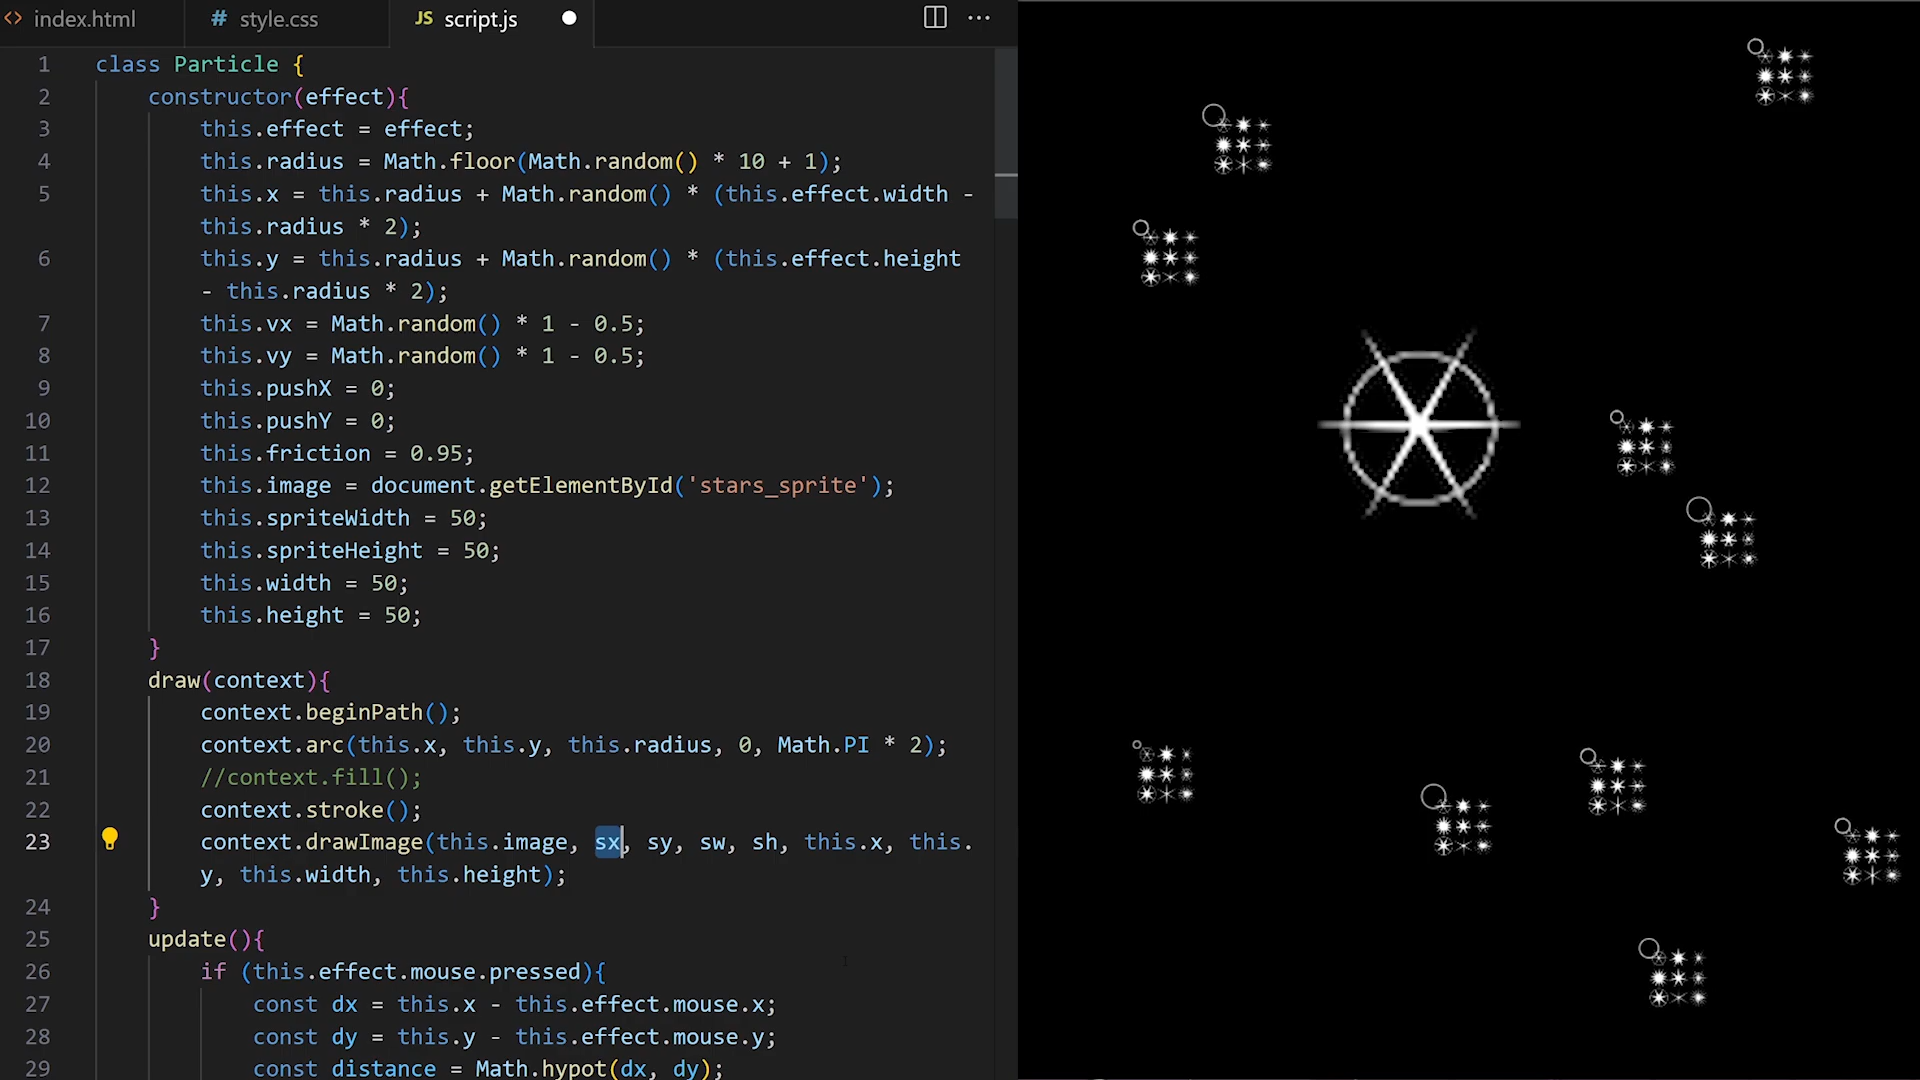 <> index.html # style.css JS script.js ● ···
1 class Particle {
2 constructor(effect){
3 this.effect = effect;
4 this.radius = Math.floor(Math.random() * 10 + 1);
5 this.x = this.radius + Math.random() * (this.effect.width -
this.radius * 2);
6 this.y = this.radius + Math.random() * (this.effect.height
- this.radius * 2);
7 this.vx = Math.random() * 1 - 0.5;
8 this.vy = Math.random() * 1 - 0.5;
9 this.pushX = 0;
10 this.pushY = 0;
11 this.friction = 0.95;
12 this.image = document.getElementById('stars_sprite');
13 this.spriteWidth = 50;
14 this.spriteHeight = 50;
15 this.width = 50;
16 this.height = 50;
17 }
18 draw(context){
19 context.beginPath();
20 context.arc(this.x, this.y, this.radius, 0, Math.PI * 2);
21 //context.fill();
22 context.stroke();
23 context.drawImage(this.image, sx, sy, sw, sh, this.x, this.
y, this.width, this.height);
24 }
25 update(){
26 if (this.effect.mouse.pressed){
27 const dx = this.x - this.effect.mouse.x;
28 const dy = this.y - this.effect.mouse.y;
29 const distance = Math.hypot(dx, dy);